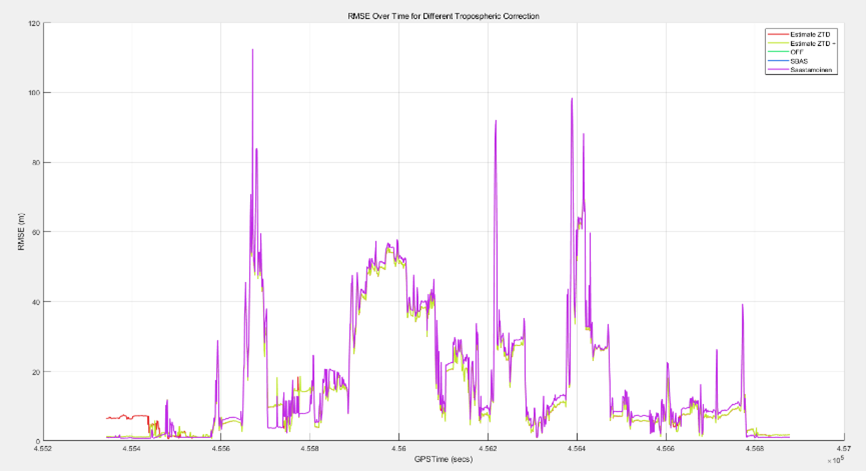 RMSE Over Time for Different Tropospheric Correction
120
100
80
60
40
20
0
RMSE (m)
4.552
4.554
4.556
4.558
4.56
4.562
4.564
4.566
4.568
4.57
GPSTime (secs)
×10⁵
Estimate ZTD
Estimate ZTD +
OFF
SBAS
Saastamoinen